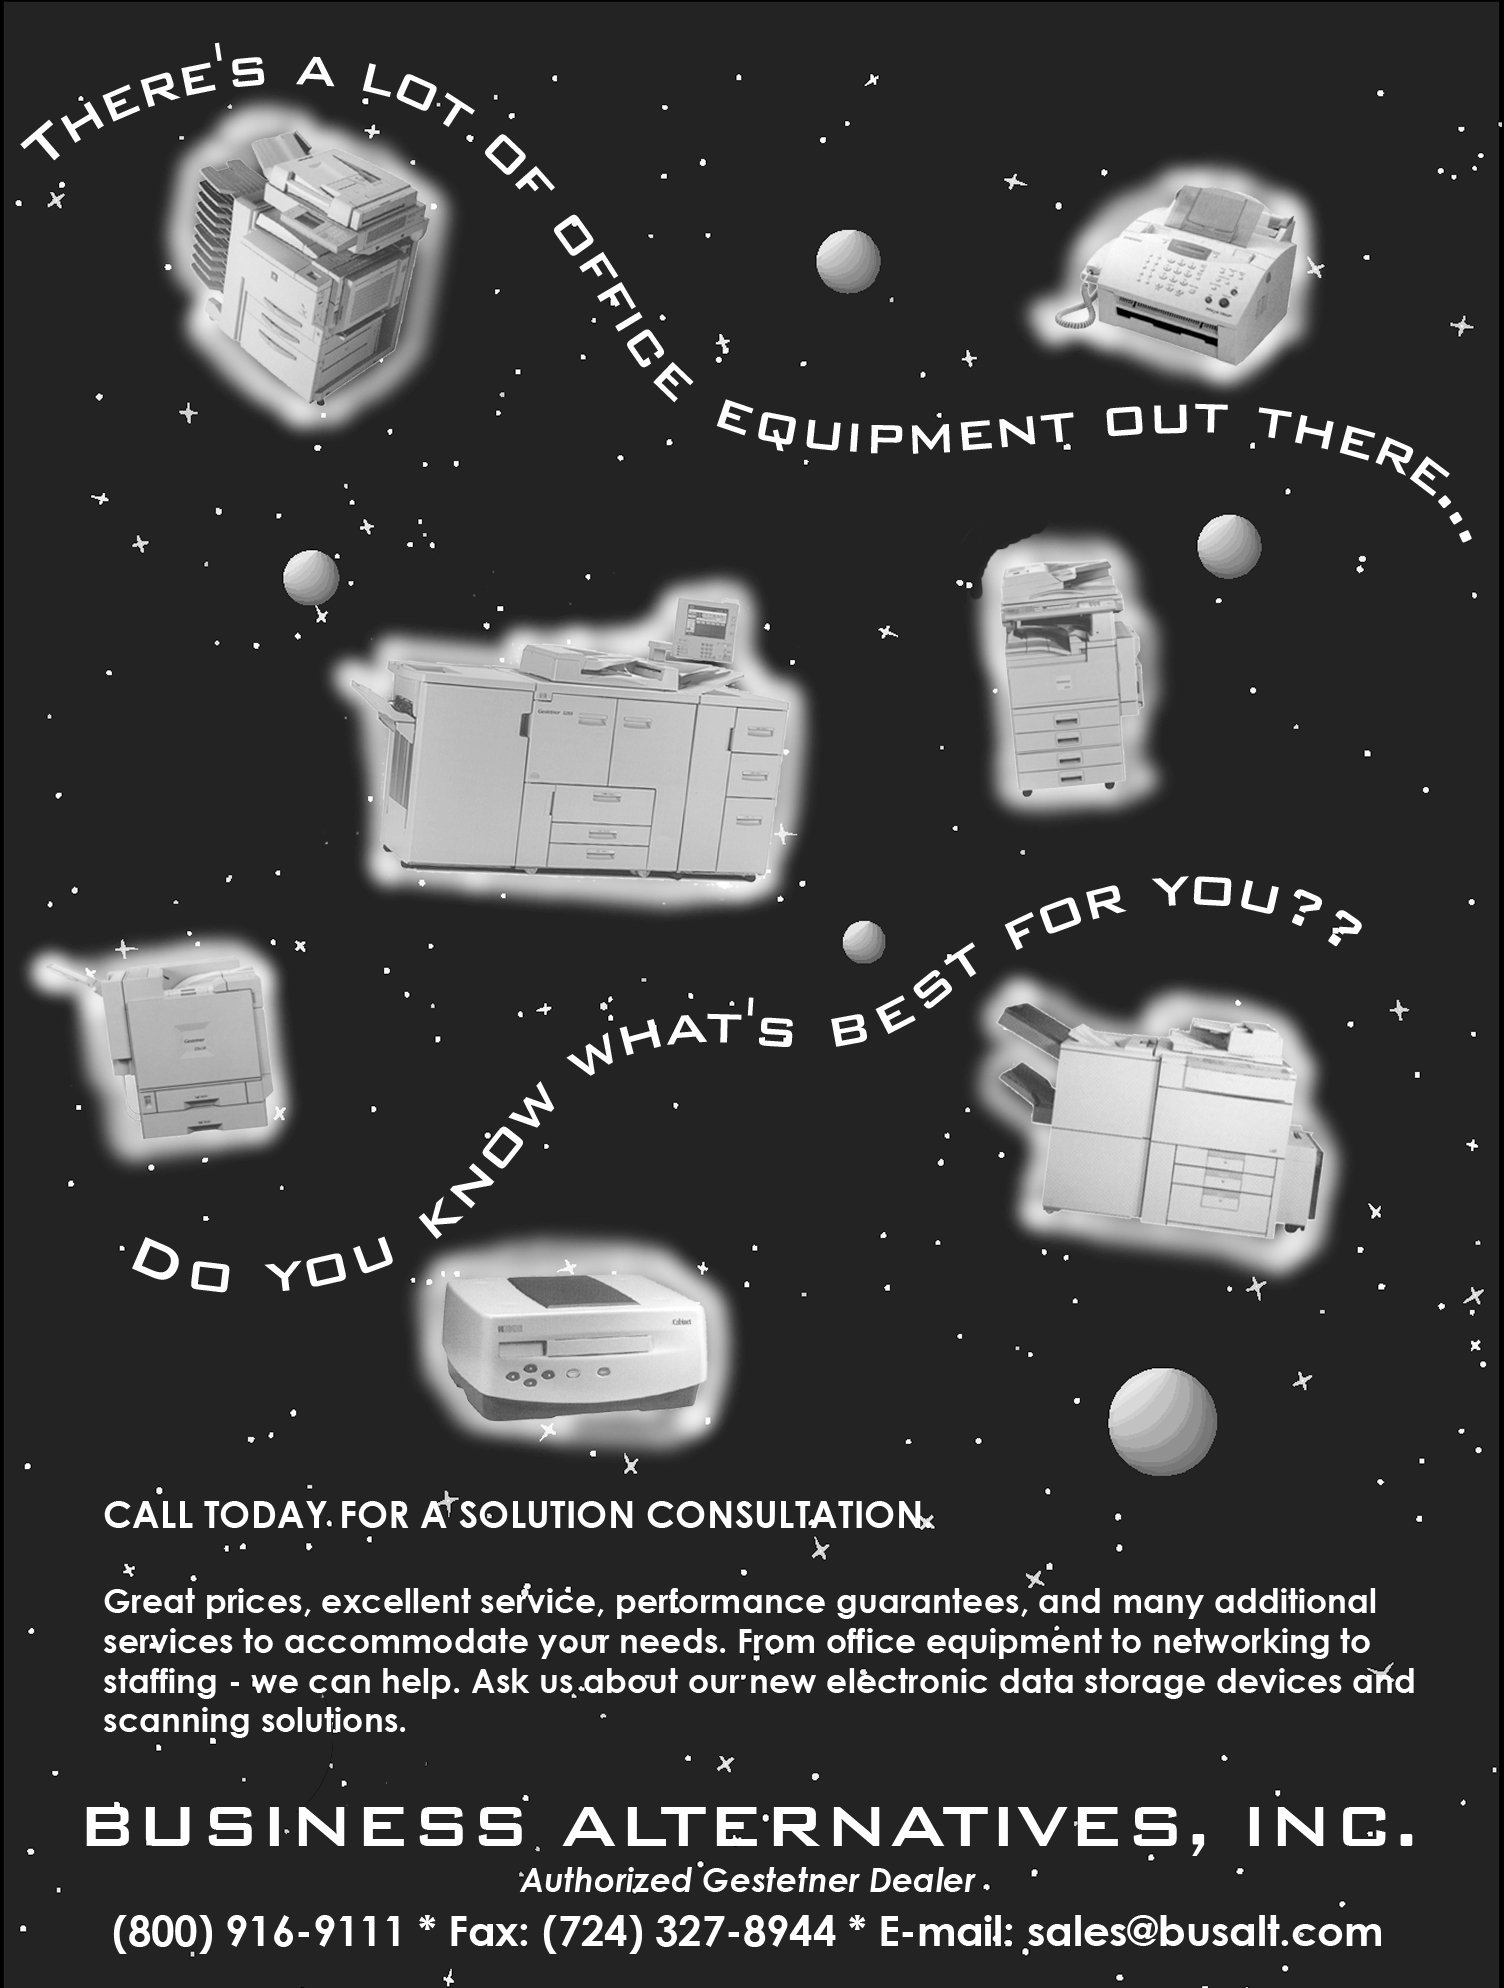 There's a lot of office equipment out there...
Gestetner
Do you know what's best for you??
Gestetner
RICOH
CALL TODAY FOR A SOLUTION CONSULTATION.
Great prices, excellent service, performance guarantees, and many additional
services to accommodate your needs. From office equipment to networking to
staffing - we can help. Ask us about our new electronic data storage devices and
scanning solutions.
BUSINESS ALTERNATIVES, INC.
Authorized Gestetner Dealer
(800) 916-9111 * Fax: (724) 327-8944 * E-mail: sales@busalt.com